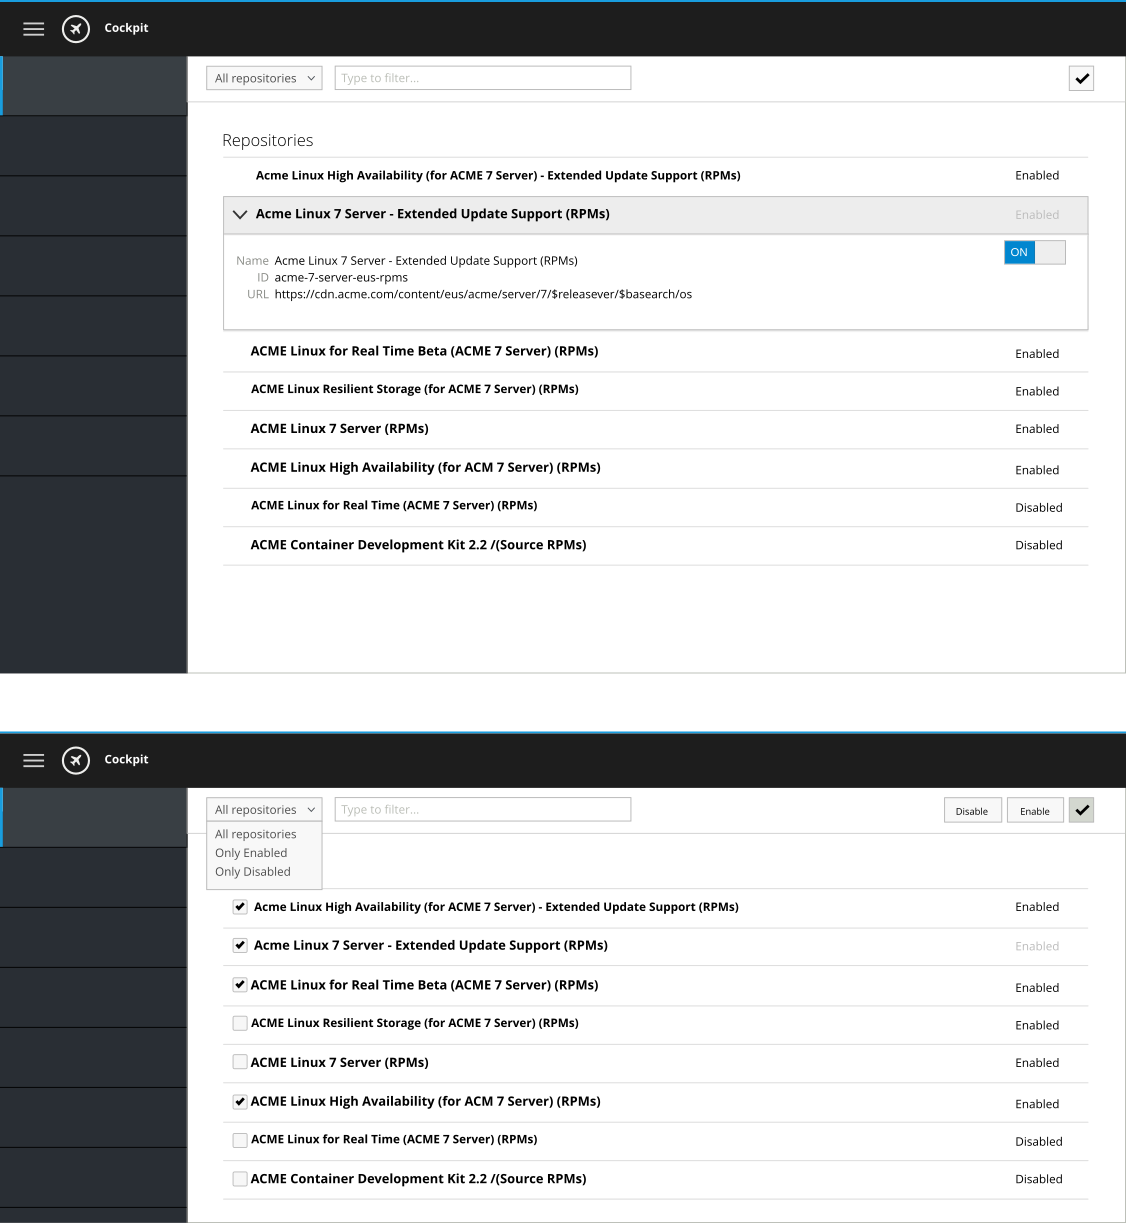 Cockpit
All repositories
Type to filter...
Repositories
Acme Linux High Availability (for ACME 7 Server) - Extended Update Support (RPMs) Enabled
Acme Linux 7 Server - Extended Update Support (RPMs) Enabled
ON
Name Acme Linux 7 Server - Extended Update Support (RPMs)
ID acme-7-server-eus-rpms
URL https://cdn.acme.com/content/eus/acme/server/7/$releasever/$basearch/os
ACME Linux for Real Time Beta (ACME 7 Server) (RPMs) Enabled
ACME Linux Resilient Storage (for ACME 7 Server) (RPMs) Enabled
ACME Linux 7 Server (RPMs) Enabled
ACME Linux High Availability (for ACM 7 Server) (RPMs) Enabled
ACME Linux for Real Time (ACME 7 Server) (RPMs) Disabled
ACME Container Development Kit 2.2 /(Source RPMs) Disabled
Cockpit
All repositories
Type to filter...
Disable
Enable
All repositories
Only Enabled
Only Disabled
Acme Linux High Availability (for ACME 7 Server) - Extended Update Support (RPMs) Enabled
Acme Linux 7 Server - Extended Update Support (RPMs) Enabled
ACME Linux for Real Time Beta (ACME 7 Server) (RPMs) Enabled
ACME Linux Resilient Storage (for ACME 7 Server) (RPMs) Enabled
ACME Linux 7 Server (RPMs) Enabled
ACME Linux High Availability (for ACM 7 Server) (RPMs) Enabled
ACME Linux for Real Time (ACME 7 Server) (RPMs) Disabled
ACME Container Development Kit 2.2 /(Source RPMs) Disabled